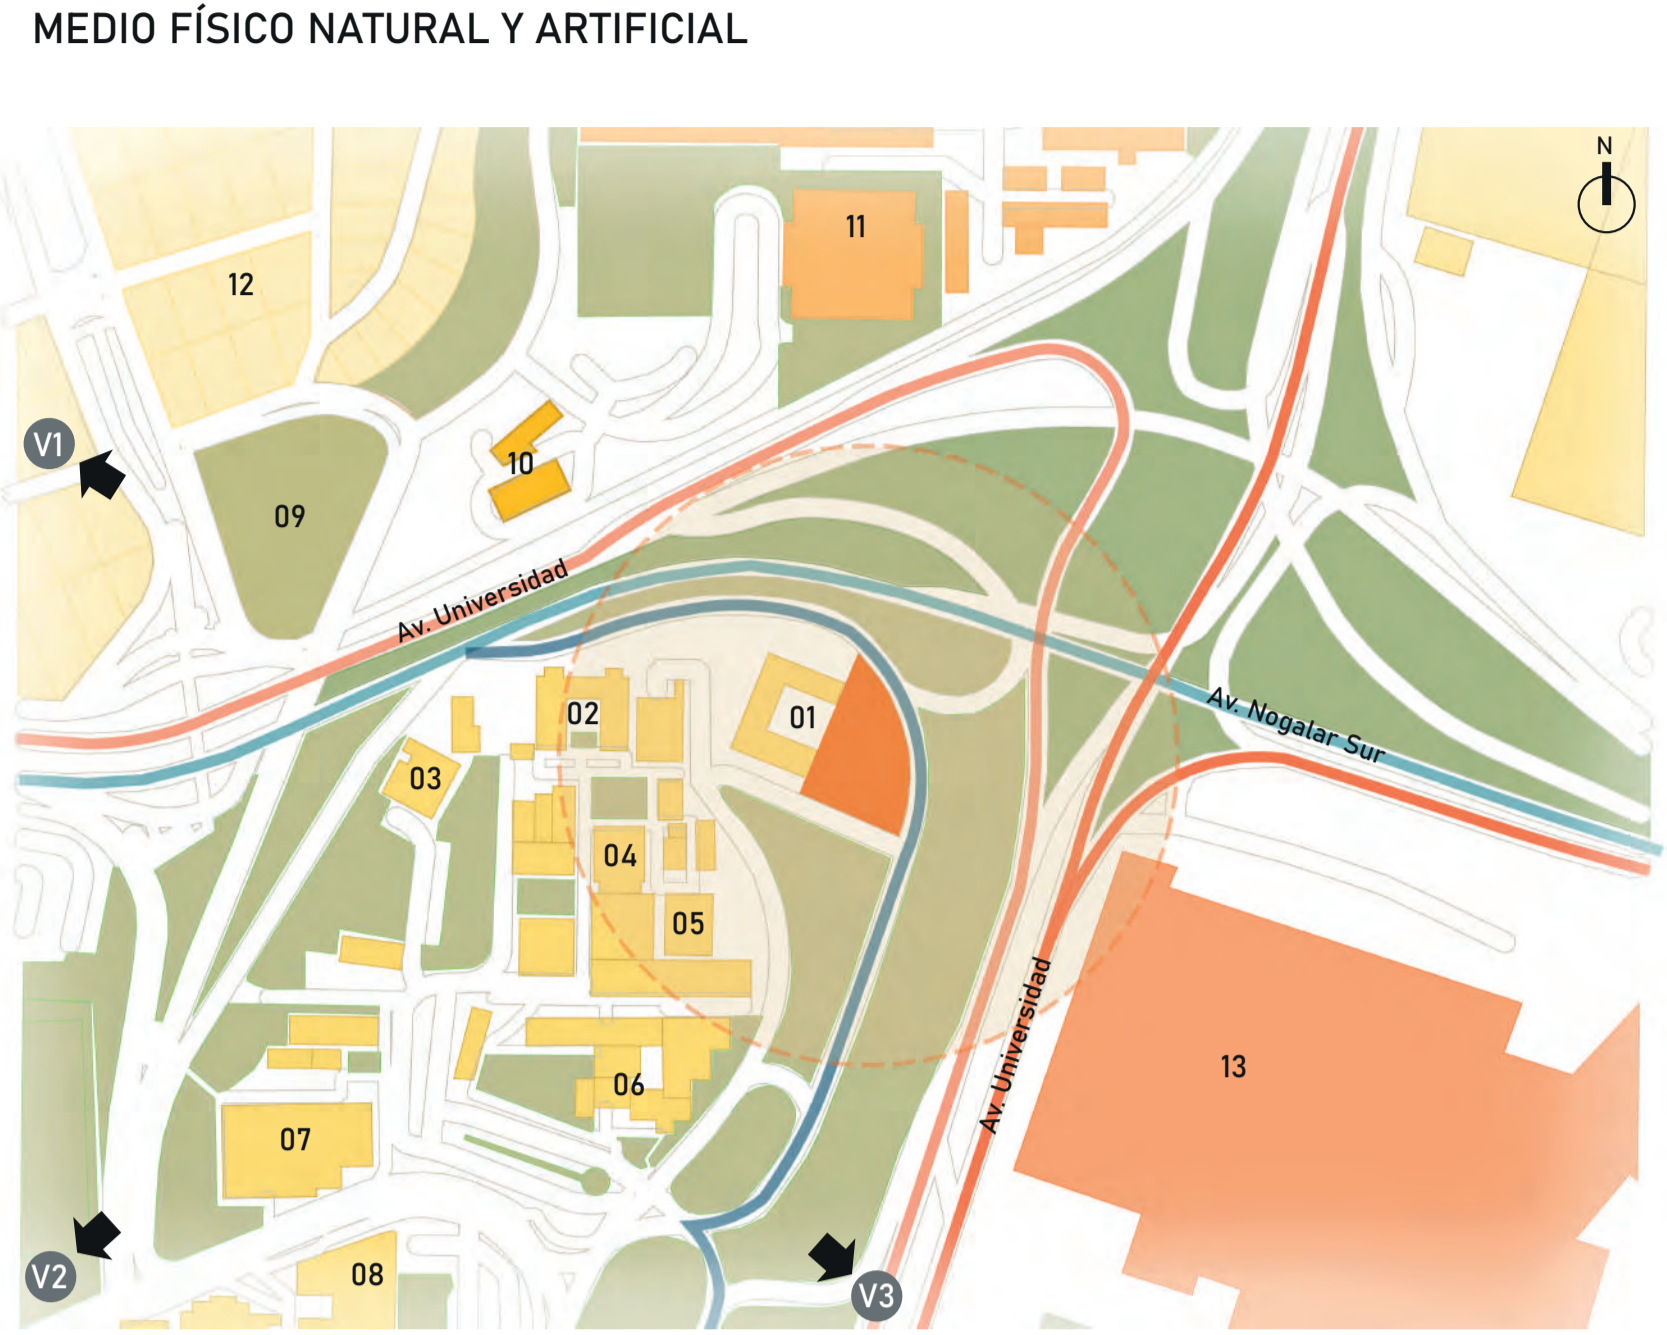 MEDIO FÍSICO NATURAL Y ARTIFICIAL
N
11
12
V1
10
09
Av. Universidad
Av. Nogalar Sur
02
01
03
04
05
Av. Universidad
13
06
07
08
V2
V3